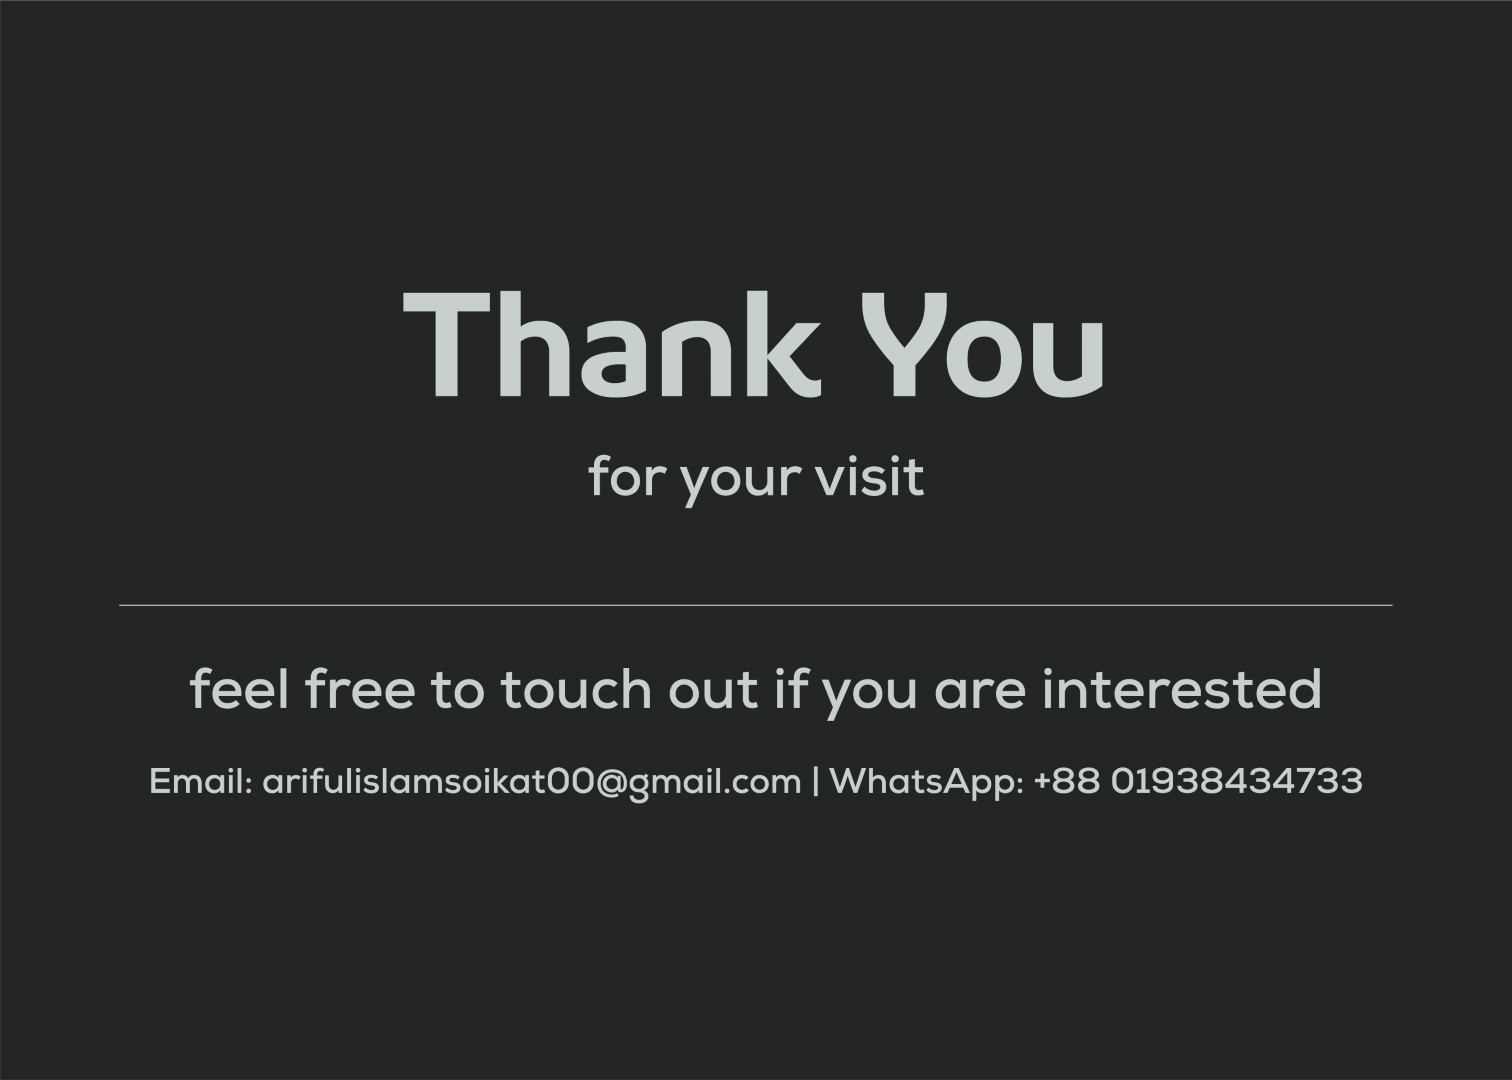 Thank You
for your visit
feel free to touch out if you are interested
Email: arifulislamsoikat00@gmail.com | WhatsApp: +88 01938434733